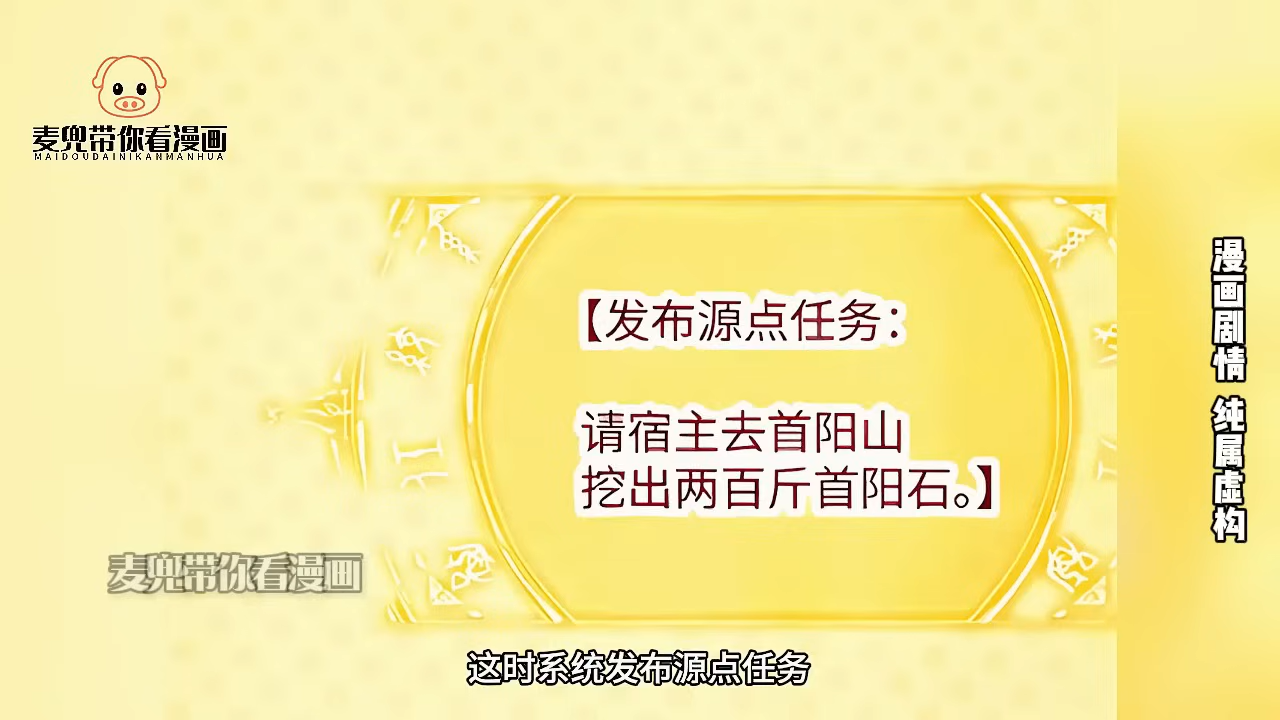 麦兜带你看漫画
MAIDOUDAINIKANMANHUA
【发布源点任务：
请宿主去首阳山
挖出两百斤首阳石。】
漫画剧情 纯属虚构
麦兜带你看漫画
这时系统发布源点任务